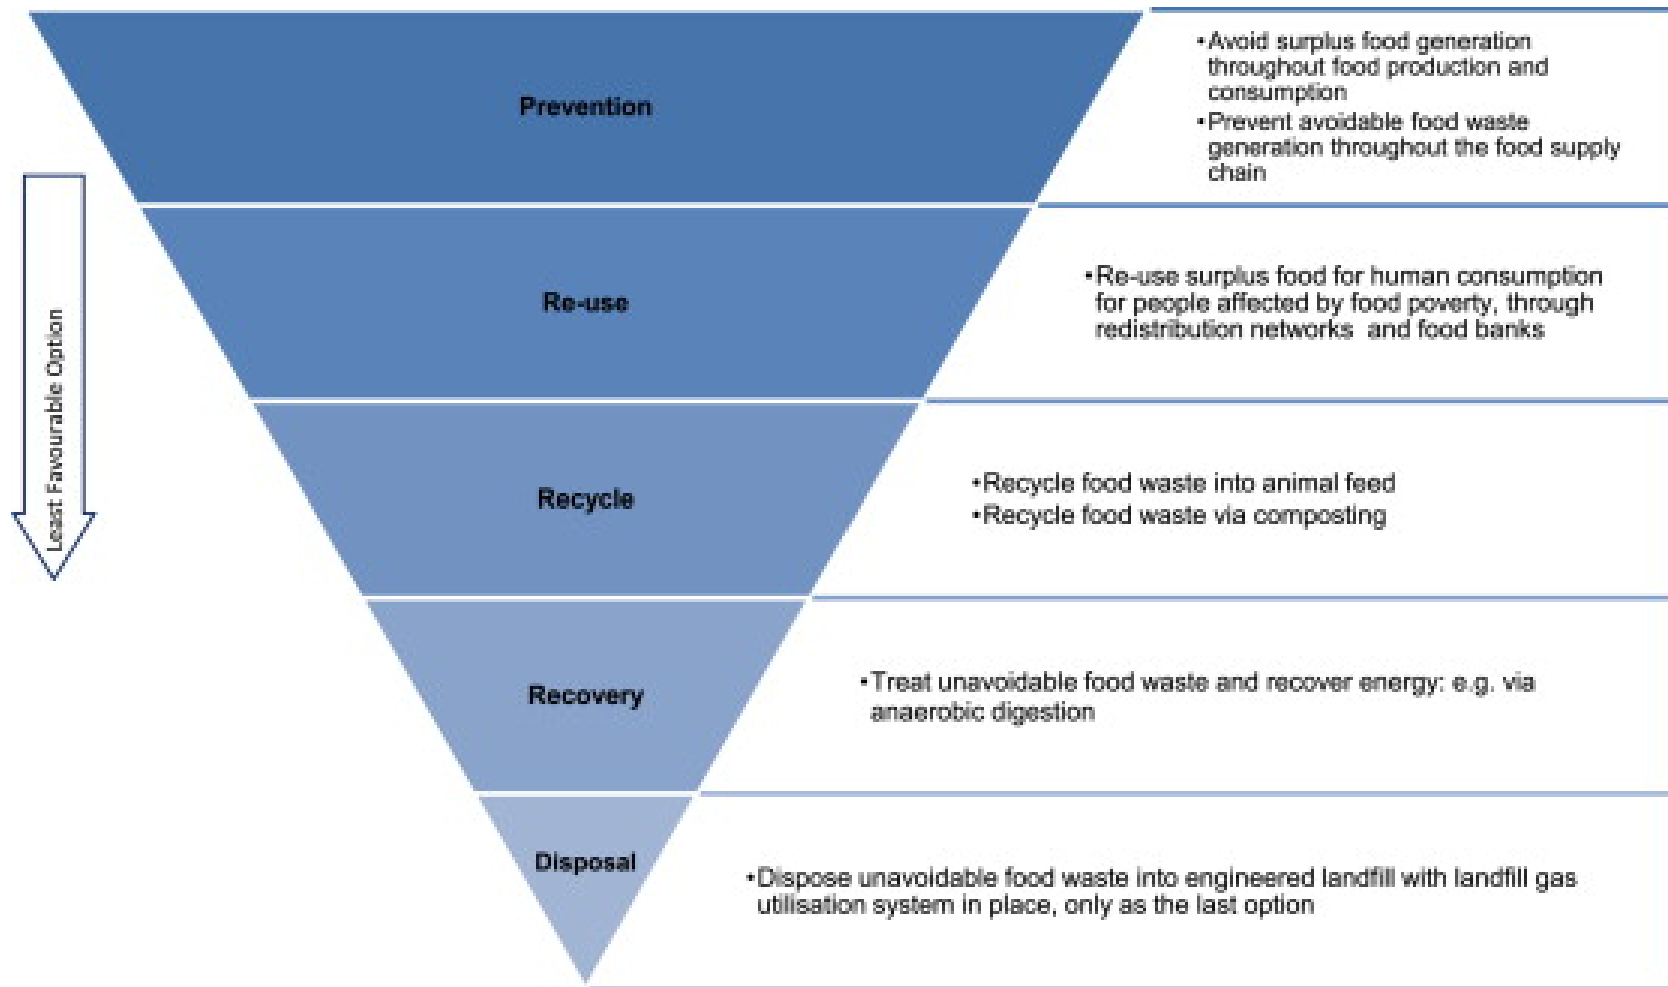 Prevention
•Avoid surplus food generation
throughout food production and
consumption
•Prevent avoidable food waste
generation throughout the food supply
chain
Least Favourable Option
Re-use
•Re-use surplus food for human consumption
for people affected by food poverty, through
redistribution networks and food banks
Recycle
•Recycle food waste into animal feed
•Recycle food waste via composting
Recovery
•Treat unavoidable food waste and recover energy: e.g. via
anaerobic digestion
Disposal
•Dispose unavoidable food waste into engineered landfill with landfill gas
utilisation system in place, only as the last option